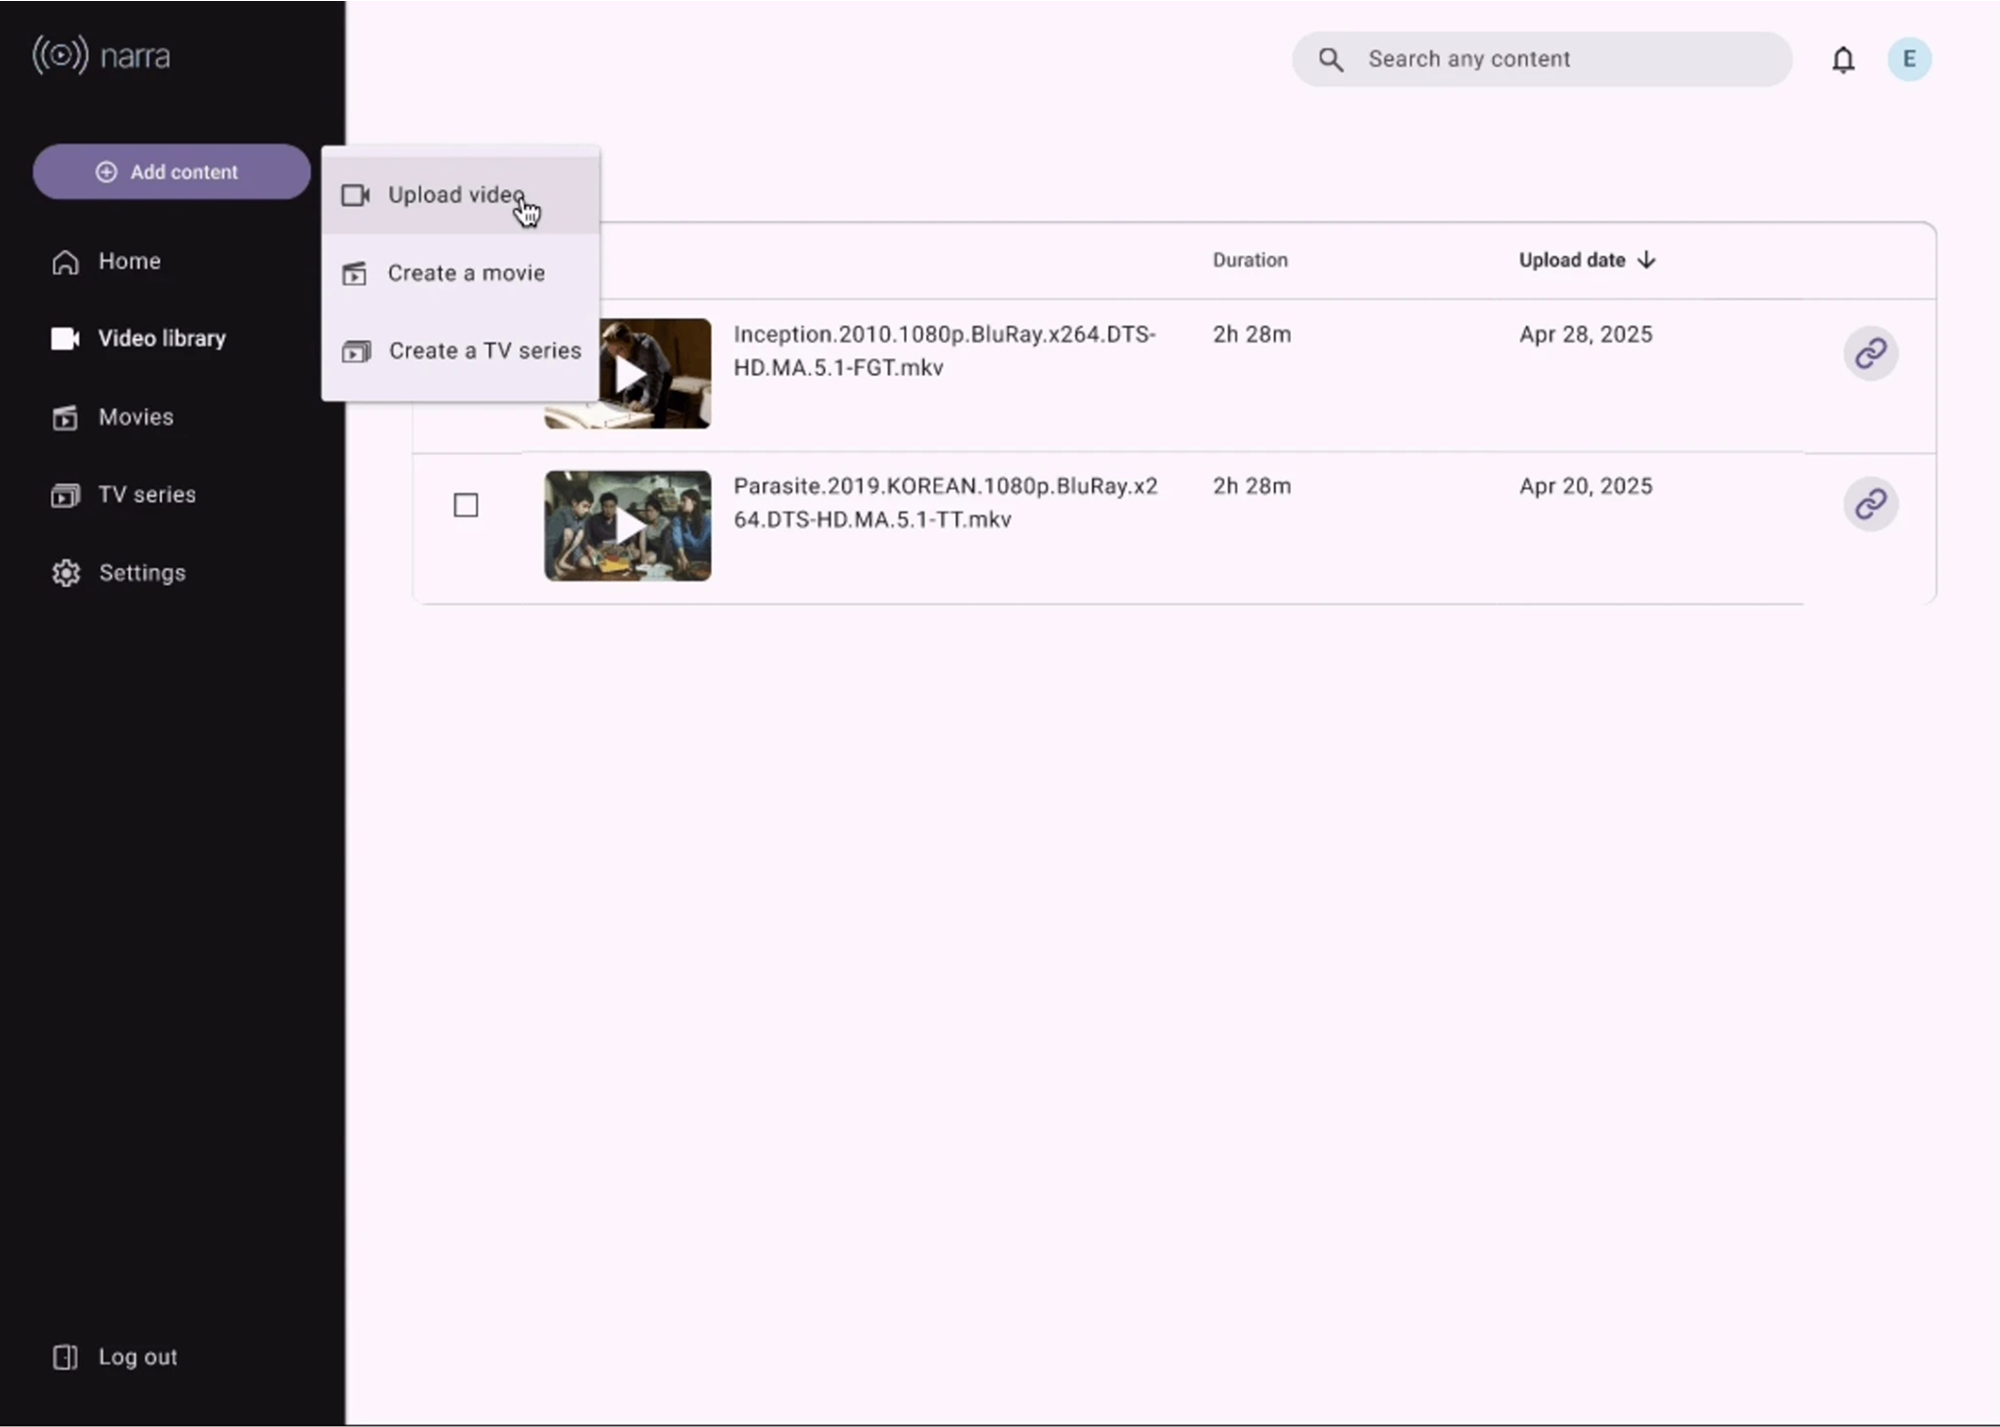 narra
Search any content
E
Add content
Upload video
Create a movie
Create a TV series
Home
Video library
Movies
TV series
Settings
Log out
Duration
Upload date
Inception.2010.1080p.BluRay.x264.DTS-
HD.MA.5.1-FGT.mkv
2h 28m
Apr 28, 2025
Parasite.2019.KOREAN.1080p.BluRay.x2
64.DTS-HD.MA.5.1-TT.mkv
2h 28m
Apr 20, 2025